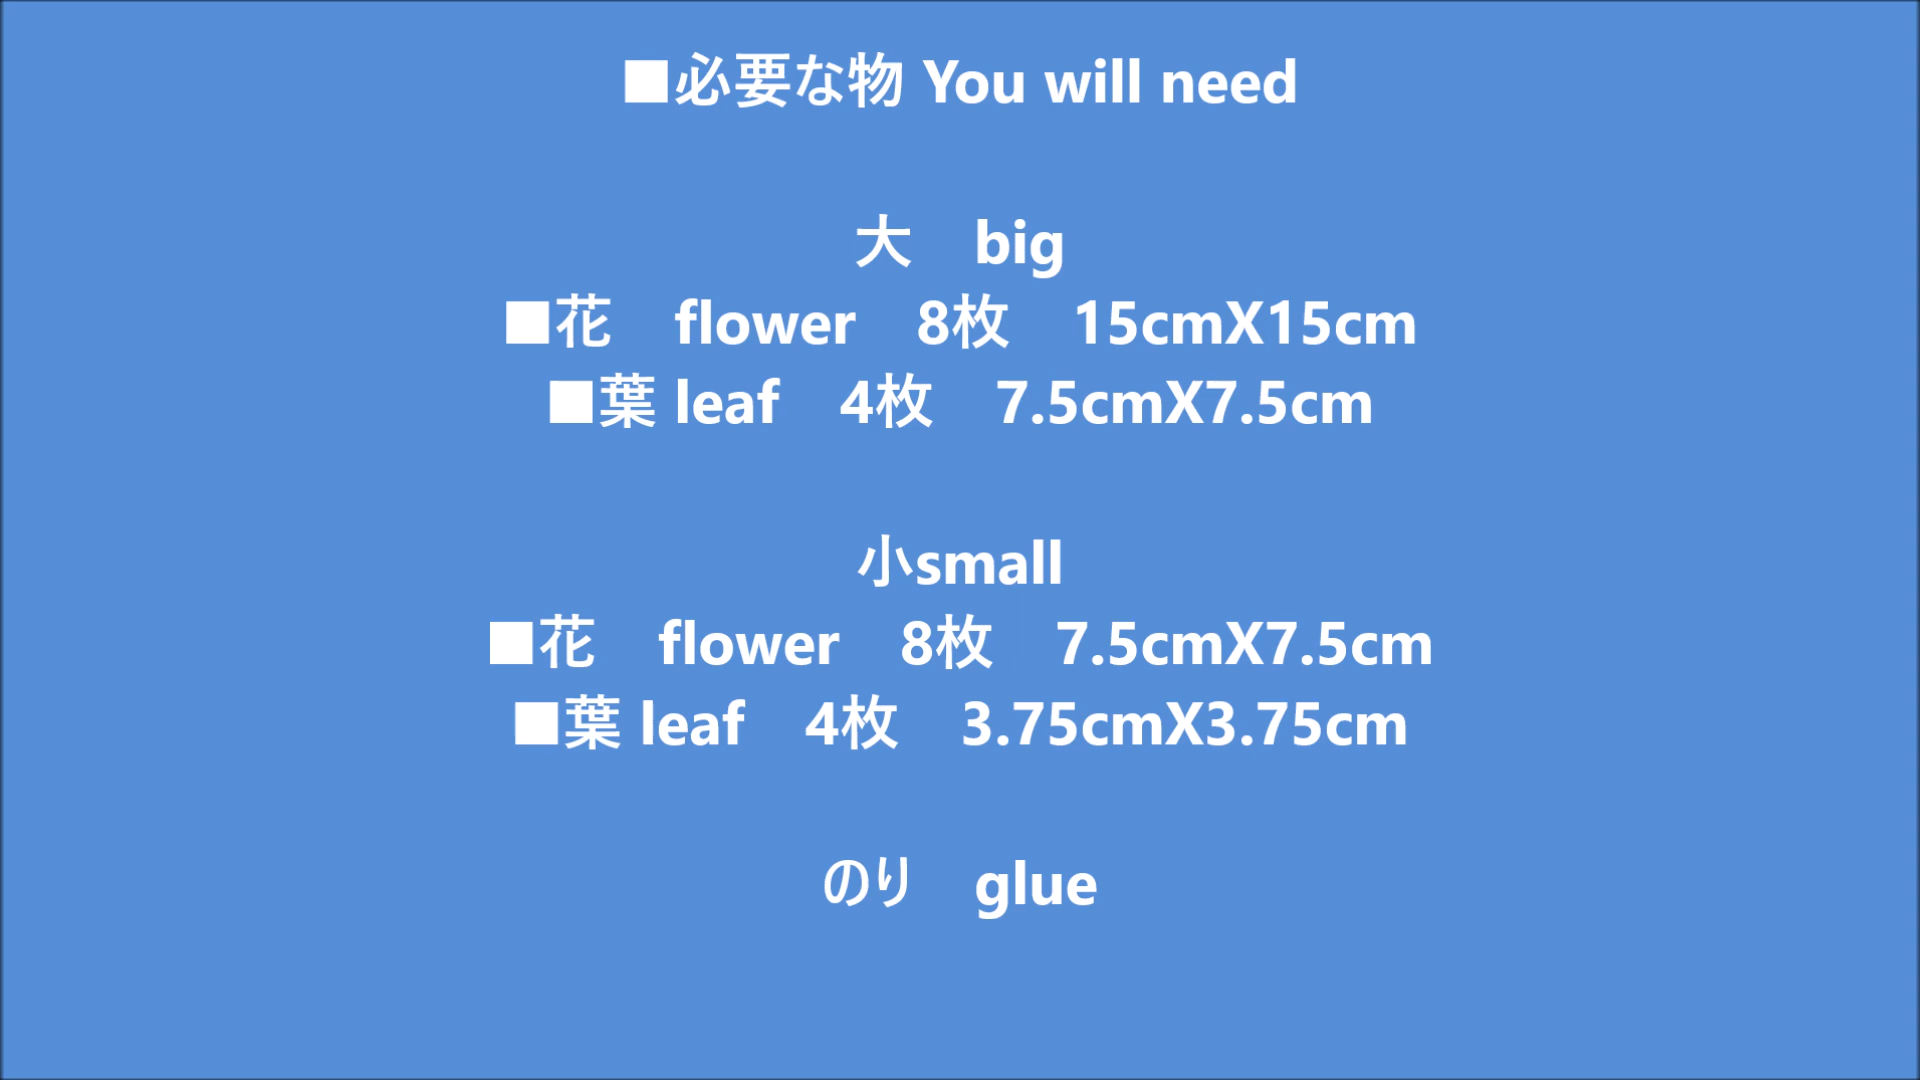 ■必要な物 You will need
大　big
■花　flower　8枚　15cmX15cm
■葉 leaf　4枚　7.5cmX7.5cm
小small
■花　flower　8枚　7.5cmX7.5cm
■葉 leaf　4枚　3.75cmX3.75cm
のり　glue